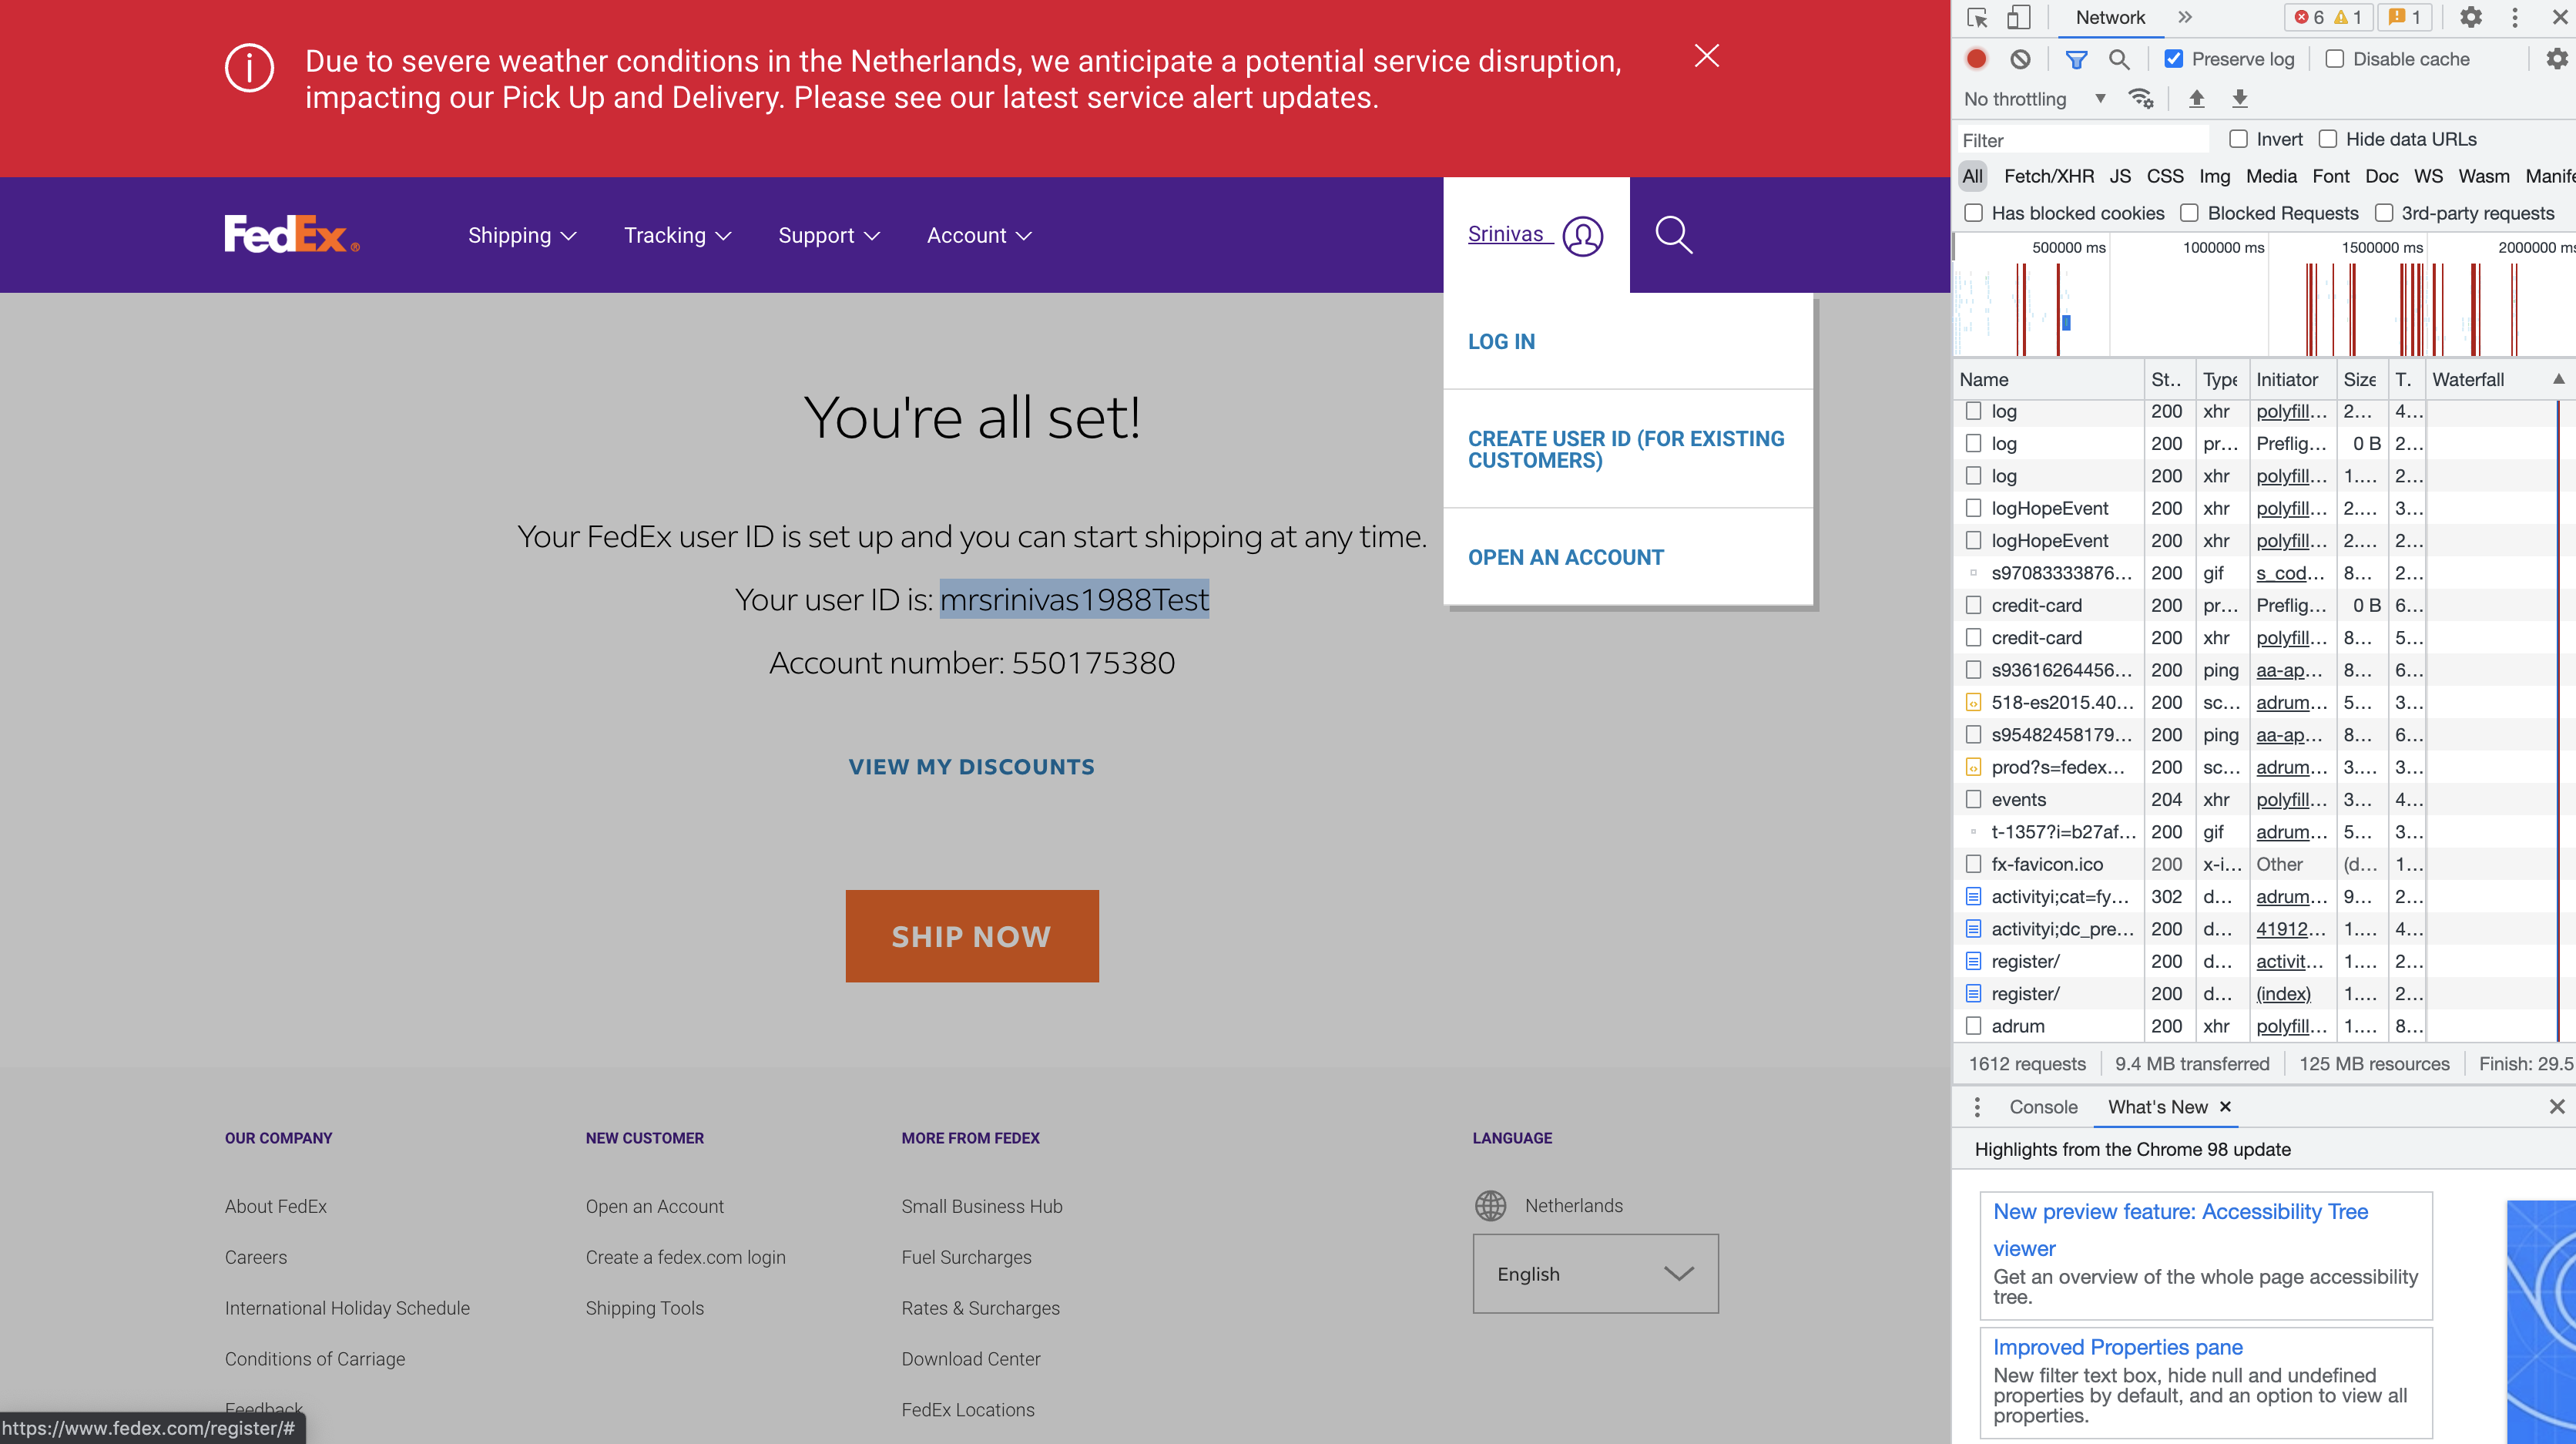 Due to severe weather conditions in the Netherlands, we anticipate a potential service disruption,
impacting our Pick Up and Delivery. Please see our latest service alert updates.
FedEx®
Shipping
Tracking
Support
Account
Srinivas
LOG IN
CREATE USER ID (FOR EXISTING
CUSTOMERS)
OPEN AN ACCOUNT
You're all set!
Your FedEx user ID is set up and you can start shipping at any time.
Your user ID is: mrsrinivas1988Test
Account number: 550175380
VIEW MY DISCOUNTS
SHIP NOW
OUR COMPANY
About FedEx
Careers
International Holiday Schedule
Conditions of Carriage
Feedback
NEW CUSTOMER
Open an Account
Create a fedex.com login
Shipping Tools
MORE FROM FEDEX
Small Business Hub
Fuel Surcharges
Rates & Surcharges
Download Center
FedEx Locations
LANGUAGE
Netherlands
English
https://www.fedex.com/register/#
Network 6 1 1
Preserve log Disable cache
No throttling
Filter Invert Hide data URLs
All Fetch/XHR JS CSS Img Media Font Doc WS Wasm Manife
Has blocked cookies Blocked Requests 3rd-party requests
500000 ms 1000000 ms 1500000 ms 2000000 ms
Name St.. Type Initiator Size T. Waterfall
log 200 xhr polyfill... 2... 4...
log 200 pr... Preflig... 0 B 2...
log 200 xhr polyfill... 1.... 2...
logHopeEvent 200 xhr polyfill... 2.... 3...
logHopeEvent 200 xhr polyfill... 2.... 2...
s97083333876... 200 gif s_cod... 8... 2...
credit-card 200 pr... Preflig... 0 B 6...
credit-card 200 xhr polyfill... 8... 5...
s93616264456... 200 ping aa-ap... 8... 6...
518-es2015.40... 200 sc... adrum... 5... 3...
s95482458179... 200 ping aa-ap... 8... 6...
prod?s=fedex... 200 sc... adrum... 3.... 3...
events 204 xhr polyfill... 3... 4...
t-1357?i=b27af... 200 gif adrum... 5... 3...
fx-favicon.ico 200 x-i... Other (d... 1...
activityi;cat=fy... 302 d... adrum... 9... 2...
activityi;dc_pre... 200 d... 41912... 1.... 4...
register/ 200 d... activit... 1.... 2...
register/ 200 d... (index) 1.... 2...
adrum 200 xhr polyfill... 1.... 8...
1612 requests 9.4 MB transferred 125 MB resources Finish: 29.5
Console What's New
Highlights from the Chrome 98 update
New preview feature: Accessibility Tree
viewer
Get an overview of the whole page accessibility
tree.
Improved Properties pane
New filter text box, hide null and undefined
properties by default, and an option to view all
properties.